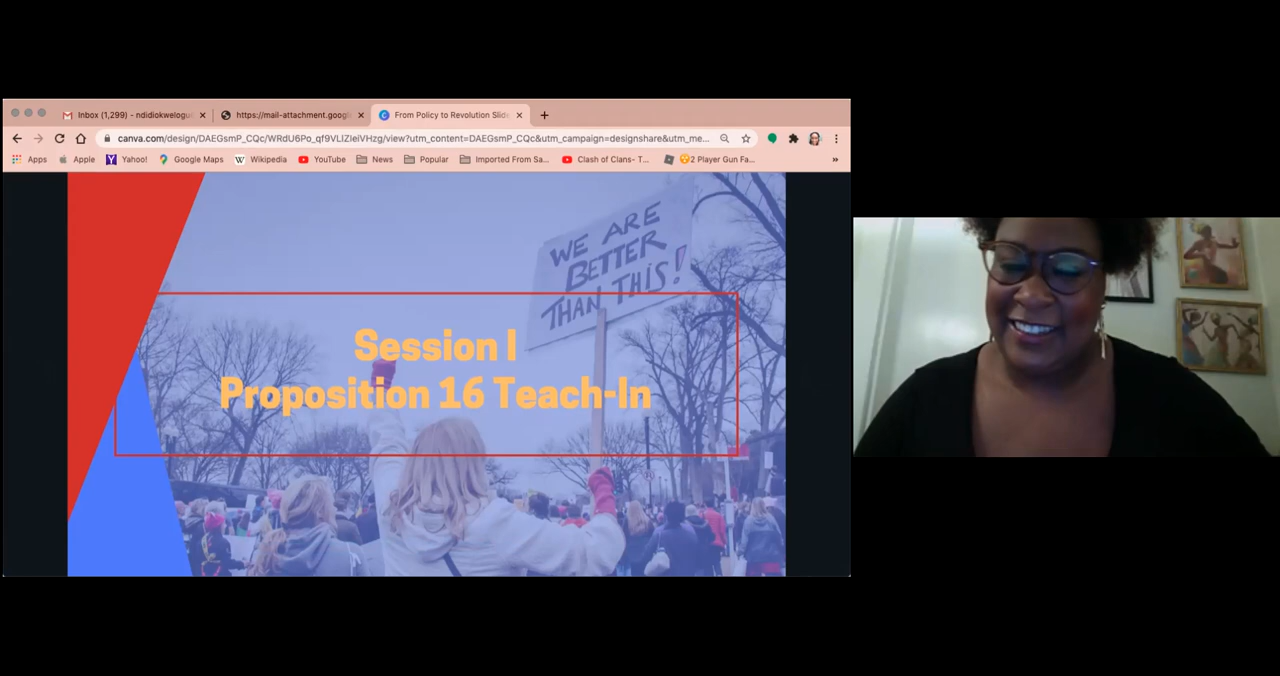 Inbox (1,299) - ndidiokwelogu
https://mail-attachment.googl
From Policy to Revolution Slide
canva.com/design/DAEGsmP_CQc/WRdU6Po_qf9VLIZIeiVHzg/view?utm_content=DAEGsmP_CQc&utm_campaign=designshare&utm_me...
Apps Apple Yahoo! Google Maps Wikipedia YouTube News Popular Imported From Sa... Clash of Clans- T... 2 Player Gun Fa... »
WE ARE
BETTER
THAN THIS!
Session I
Proposition 16 Teach-In